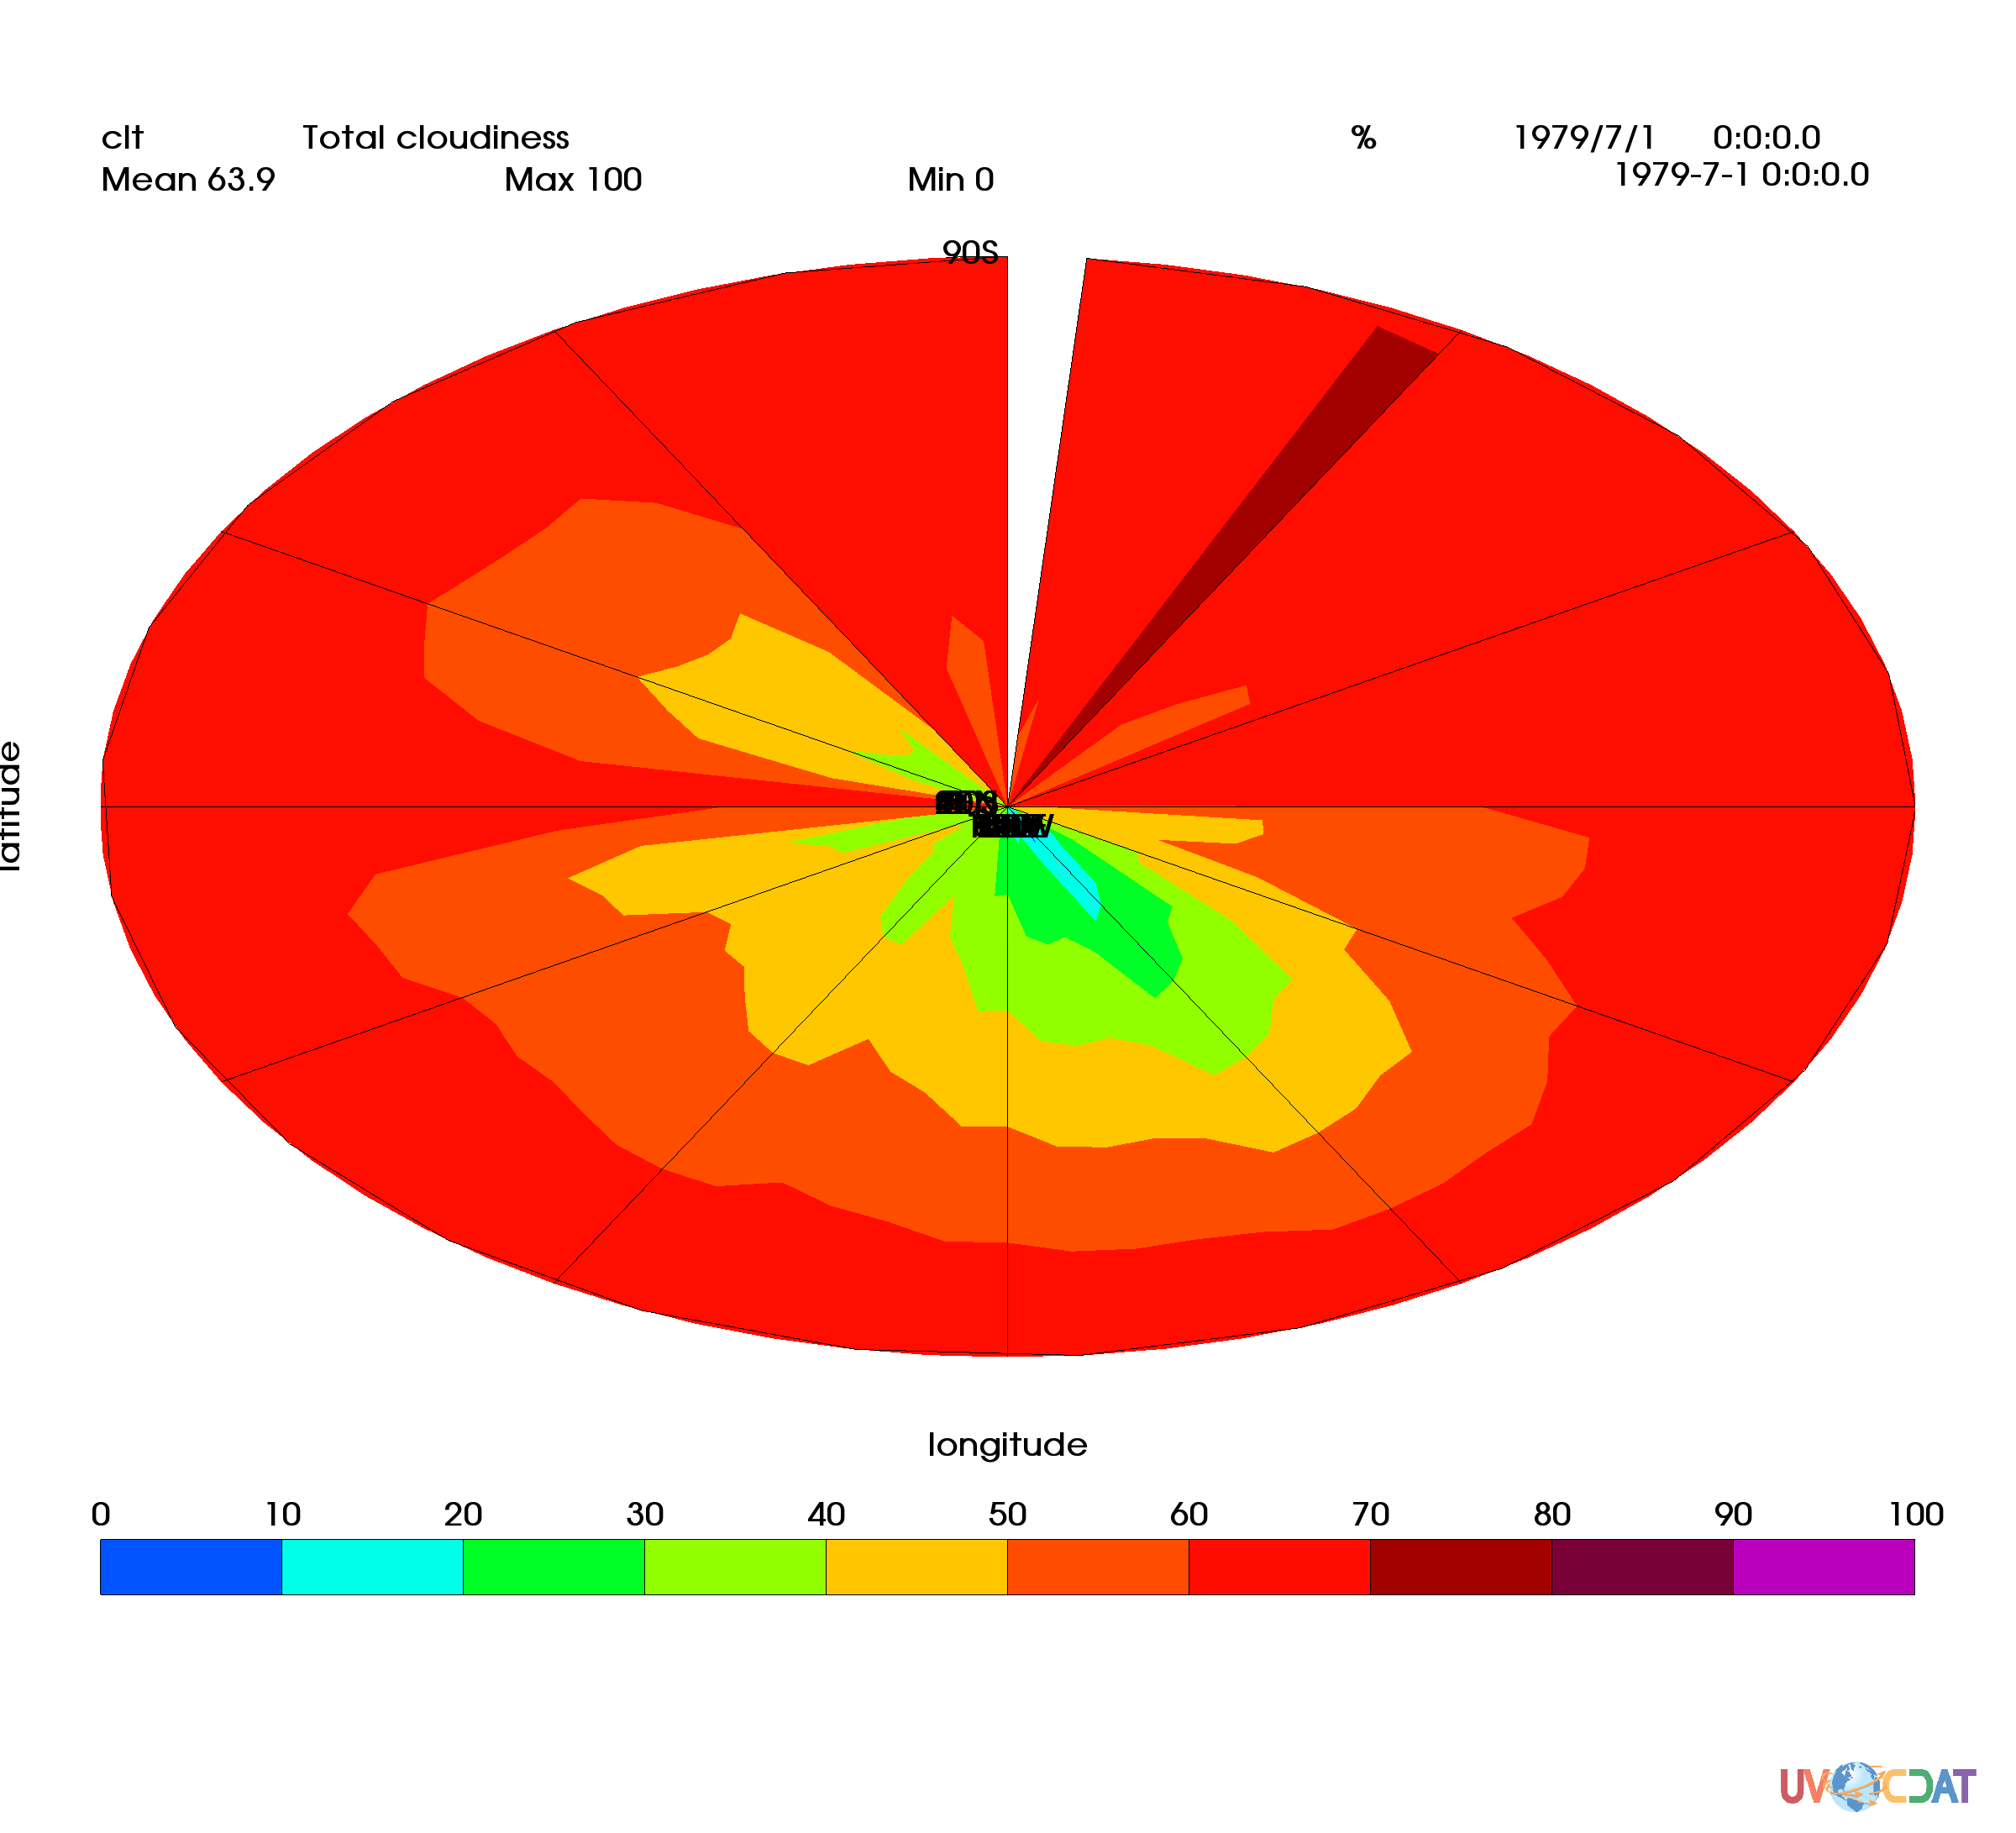 clt Total cloudiness % 1979/7/1 0:0:0.0
Mean 63.9 Max 100 Min 0 1979-7-1 0:0:0.0
90S
latitude
longitude
0 10 20 30 40 50 60 70 80 90 100
UVCDAT